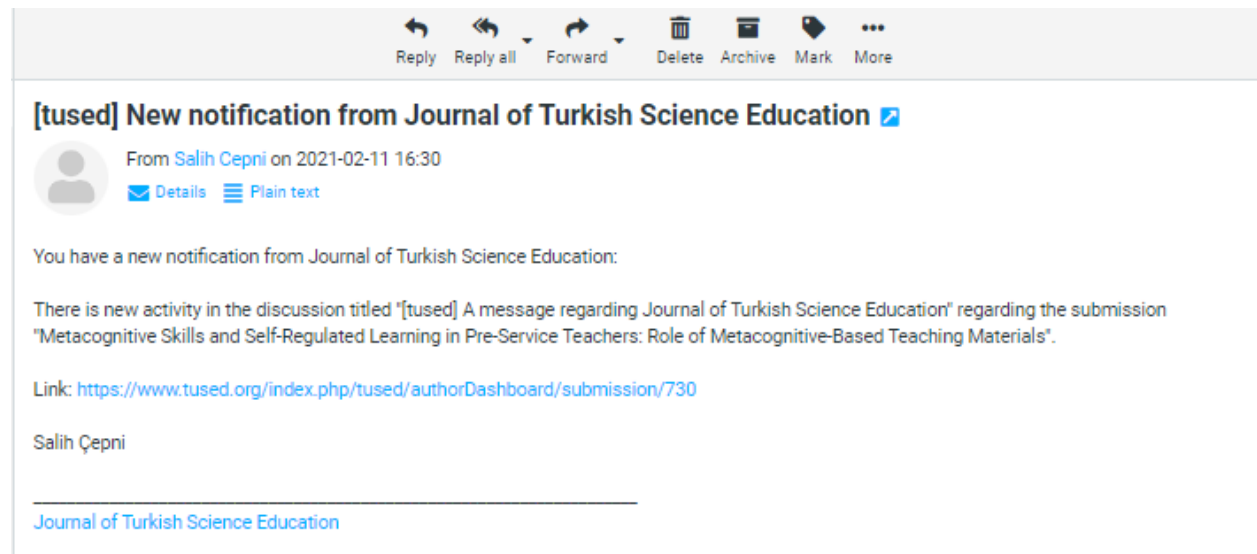 Reply Reply all Forward Delete Archive Mark More
[tused] New notification from Journal of Turkish Science Education
From Salih Cepni on 2021-02-11 16:30
Details Plain text
You have a new notification from Journal of Turkish Science Education:
There is new activity in the discussion titled "[tused] A message regarding Journal of Turkish Science Education" regarding the submission
"Metacognitive Skills and Self-Regulated Learning in Pre-Service Teachers: Role of Metacognitive-Based Teaching Materials".
Link: https://www.tused.org/index.php/tused/authorDashboard/submission/730
Salih Çepni
Journal of Turkish Science Education